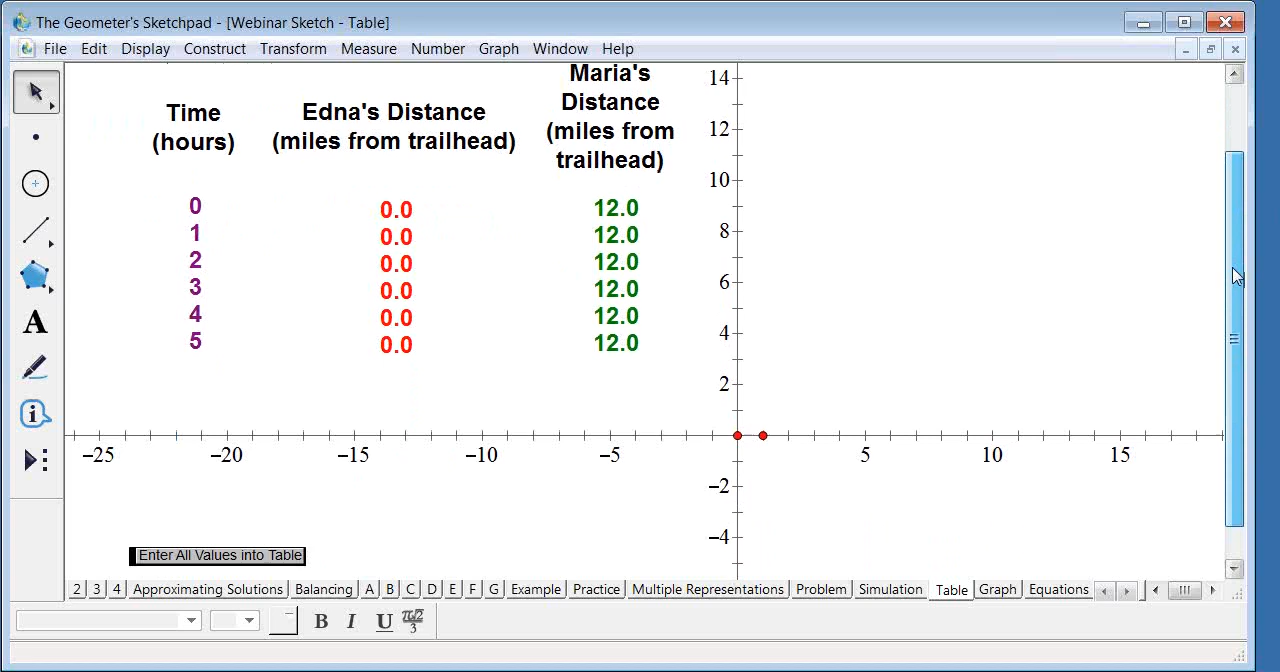 The Geometer's Sketchpad - [Webinar Sketch - Table]
File Edit Display Construct Transform Measure Number Graph Window Help
Time
(hours)
Edna's Distance
(miles from trailhead)
Maria's
Distance
(miles from
trailhead)
0 0.0 12.0
1 0.0 12.0
2 0.0 12.0
3 0.0 12.0
4 0.0 12.0
5 0.0 12.0
14
12
10
8
6
4
2
–25 –20 –15 –10 –5 5 10 15
–2
–4
A
i
Enter All Values into Table
2 3 4 Approximating Solutions Balancing A B C D E F G Example Practice Multiple Representations Problem Simulation Table Graph Equations
B I U π√2/3